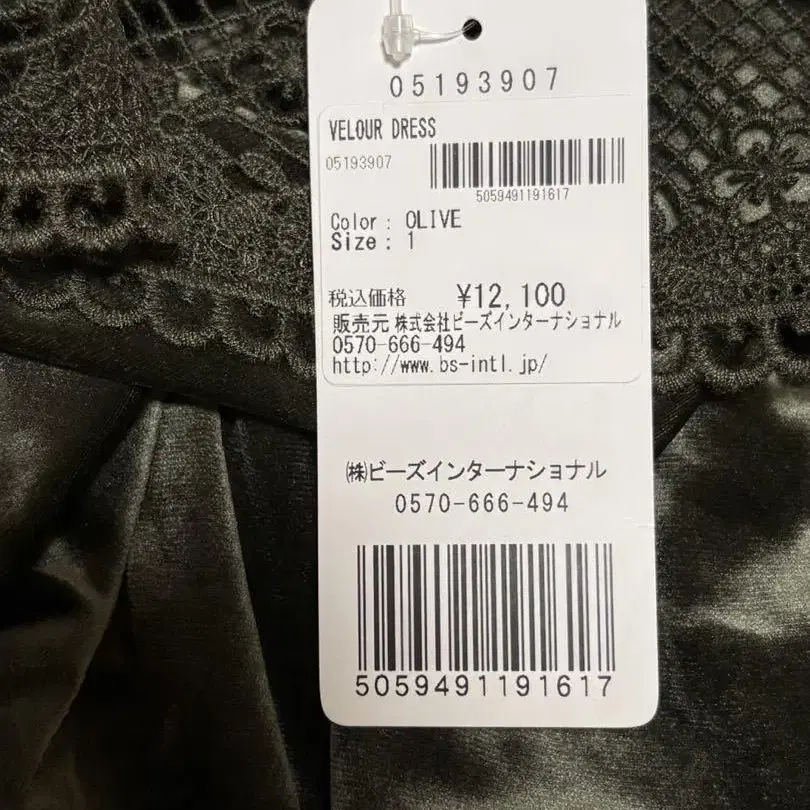 05193907
VELOUR DRESS
05193907
5059491191617
Color : OLIVE
Size : 1
税込価格 ¥12,100
販売元 株式会社ビーズインターナショナル
0570-666-494
http://www.bs-intl.jp/
㈱ビーズインターナショナル
0570-666-494
5059491191617